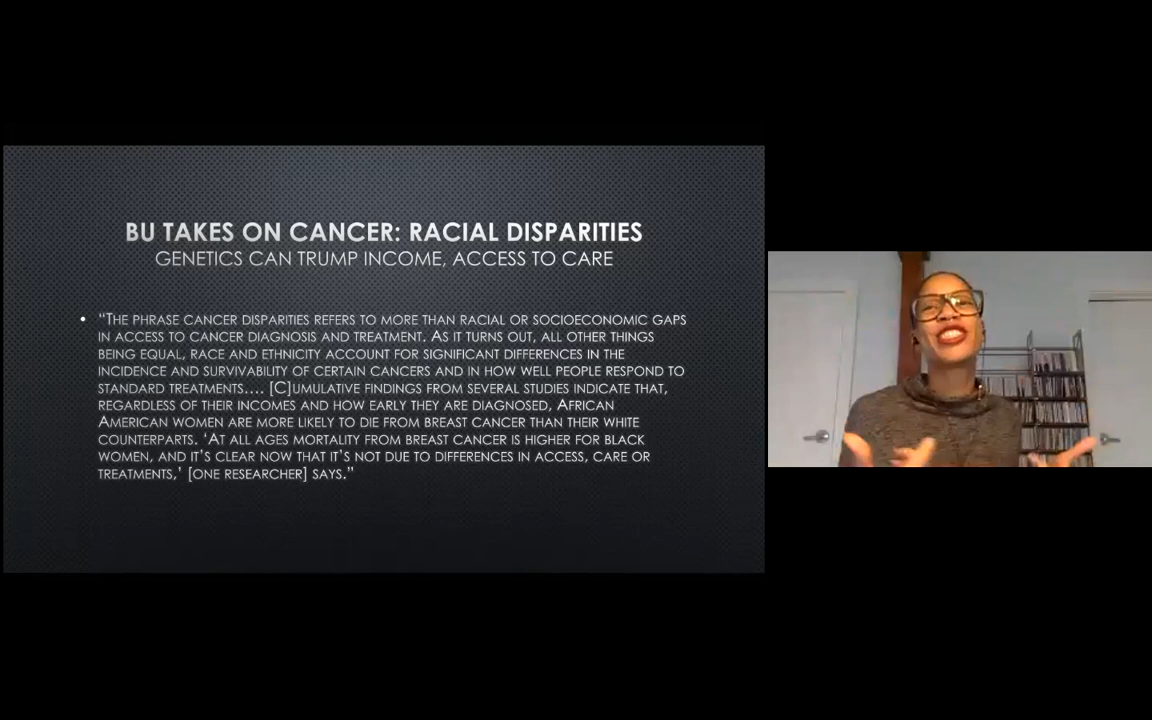 BU TAKES ON CANCER: RACIAL DISPARITIES
GENETICS CAN TRUMP INCOME, ACCESS TO CARE
• “THE PHRASE CANCER DISPARITIES REFERS TO MORE THAN RACIAL OR SOCIOECONOMIC GAPS
IN ACCESS TO CANCER DIAGNOSIS AND TREATMENT. AS IT TURNS OUT, ALL OTHER THINGS
BEING EQUAL, RACE AND ETHNICITY ACCOUNT FOR SIGNIFICANT DIFFERENCES IN THE
INCIDENCE AND SURVIVABILITY OF CERTAIN CANCERS AND IN HOW WELL PEOPLE RESPOND TO
STANDARD TREATMENTS.... [C]UMULATIVE FINDINGS FROM SEVERAL STUDIES INDICATE THAT,
REGARDLESS OF THEIR INCOMES AND HOW EARLY THEY ARE DIAGNOSED, AFRICAN
AMERICAN WOMEN ARE MORE LIKELY TO DIE FROM BREAST CANCER THAN THEIR WHITE
COUNTERPARTS. ‘AT ALL AGES MORTALITY FROM BREAST CANCER IS HIGHER FOR BLACK
WOMEN, AND IT’S CLEAR NOW THAT IT’S NOT DUE TO DIFFERENCES IN ACCESS, CARE OR
TREATMENTS,’ [ONE RESEARCHER] SAYS.”